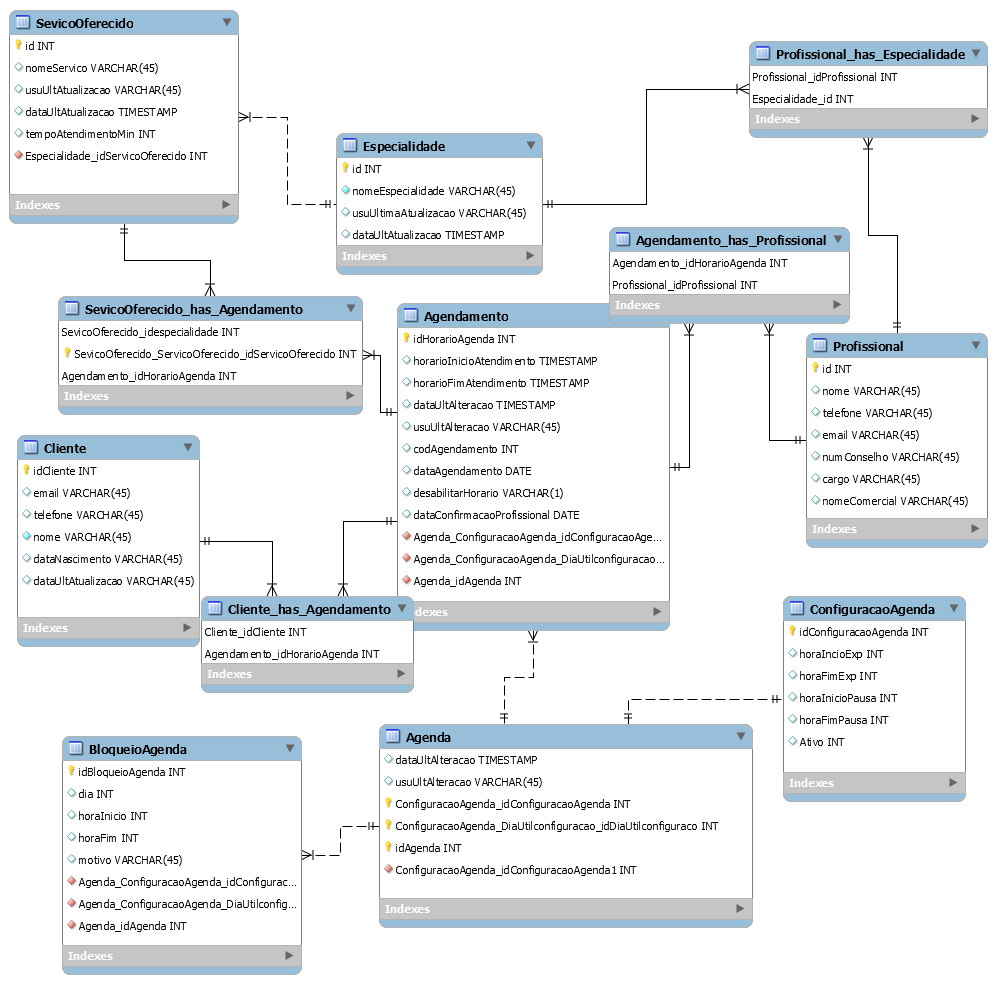 SevicoOferecido
id INT
nomeServico VARCHAR(45)
usuUltAtualizacao VARCHAR(45)
dataUltAtualizacao TIMESTAMP
tempoAtendimentoMin INT
Especialidade_idServicoOferecido INT
Indexes
Profissional_has_Especialidade
Profissional_idProfissional INT
Especialidade_id INT
Indexes
Especialidade
id INT
nomeEspecialidade VARCHAR(45)
usuUltimaAtualizacao VARCHAR(45)
dataUltAtualizacao TIMESTAMP
Indexes
Agendamento_has_Profissional
Agendamento_idHorarioAgenda INT
Profissional_idProfissional INT
Indexes
SevicoOferecido_has_Agendamento
SevicoOferecido_idespecialidade INT
SevicoOferecido_ServicoOferecido_idServicoOferecido INT
Agendamento_idHorarioAgenda INT
Indexes
Agendamento
idHorarioAgenda INT
horarioInicioAtendimento TIMESTAMP
horarioFimAtendimento TIMESTAMP
dataUltAlteracao TIMESTAMP
usuUltAlteracao VARCHAR(45)
codAgendamento INT
dataAgendamento DATE
desabilitarHorario VARCHAR(1)
dataConfirmacaoProfissional DATE
Agenda_ConfiguracaoAgenda_idConfiguracaoAge...
Agenda_ConfiguracaoAgenda_DiaUtilconfiguracao...
Agenda_idAgenda INT
dexes
Profissional
id INT
nome VARCHAR(45)
telefone VARCHAR(45)
email VARCHAR(45)
numConselho VARCHAR(45)
cargo VARCHAR(45)
nomeComercial VARCHAR(45)
Indexes
Cliente
idCliente INT
email VARCHAR(45)
telefone VARCHAR(45)
nome VARCHAR(45)
dataNascimento VARCHAR(45)
dataUltAtualizacao VARCHAR(45)
Indexes
Cliente_has_Agendamento
Cliente_idCliente INT
Agendamento_idHorarioAgenda INT
Indexes
ConfiguracaoAgenda
idConfiguracaoAgenda INT
horaIncioExp INT
horaFimExp INT
horaInicioPausa INT
horaFimPausa INT
Ativo INT
Indexes
BloqueioAgenda
idBloqueioAgenda INT
dia INT
horaInicio INT
horaFim INT
motivo VARCHAR(45)
Agenda_ConfiguracaoAgenda_idConfigurac...
Agenda_ConfiguracaoAgenda_DiaUtilconfig...
Agenda_idAgenda INT
Indexes
Agenda
dataUltAlteracao TIMESTAMP
usuUltAlteracao VARCHAR(45)
ConfiguracaoAgenda_idConfiguracaoAgenda INT
ConfiguracaoAgenda_DiaUtilconfiguracao_idDiaUtilconfiguraco INT
idAgenda INT
ConfiguracaoAgenda_idConfiguracaoAgenda1 INT
Indexes